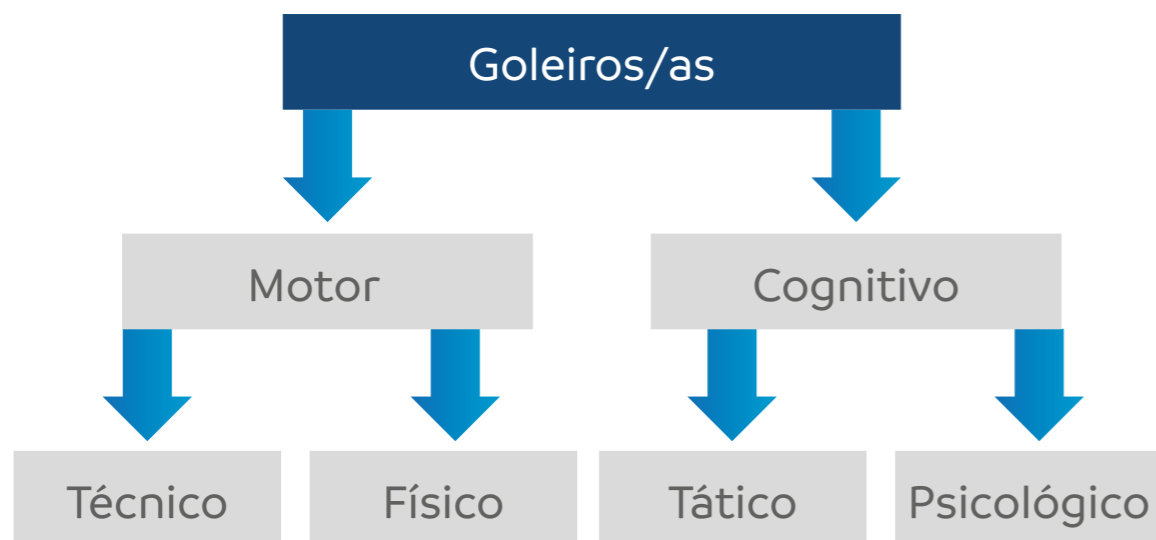 Goleiros/as
Motor
Cognitivo
Técnico
Físico
Tático
Psicológico